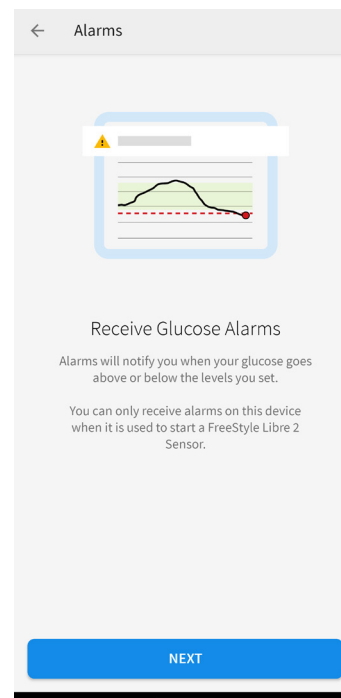 Alarms
Receive Glucose Alarms
Alarms will notify you when your glucose goes
above or below the levels you set.
You can only receive alarms on this device
when it is used to start a FreeStyle Libre 2
Sensor.
NEXT